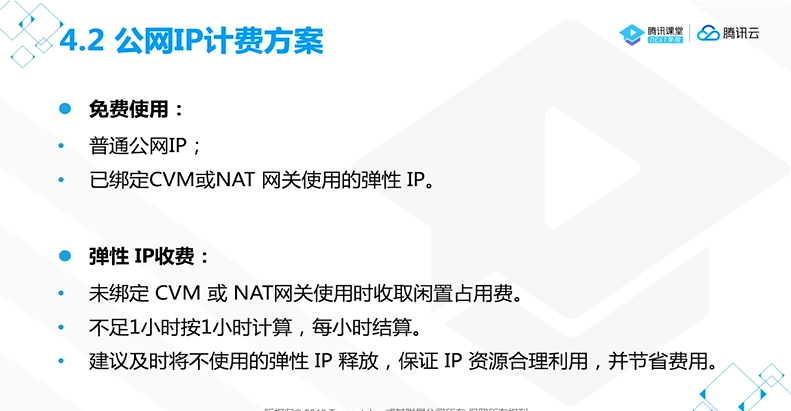 4.2 公网IP计费方案
腾讯课堂
NEXT学院
腾讯云
免费使用：
普通公网IP；
已绑定CVM或NAT 网关使用的弹性 IP。
弹性 IP收费：
未绑定 CVM 或 NAT网关使用时收取闲置占用费。
不足1小时按1小时计算，每小时结算。
建议及时将不使用的弹性 IP 释放，保证 IP 资源合理利用，并节省费用。